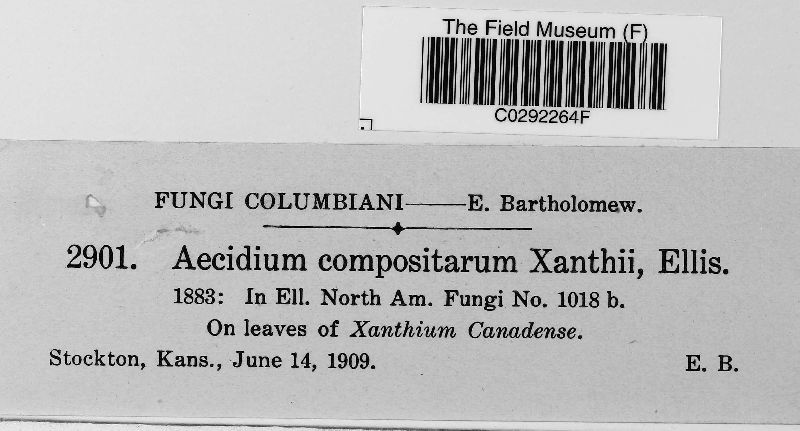 The Field Museum (F)
C0292264F
FUNGI COLUMBIANI——E. Bartholomew.
2901. Aecidium compositarum Xanthii, Ellis.
1883: In Ell. North Am. Fungi No. 1018 b.
On leaves of Xanthium Canadense.
Stockton, Kans., June 14, 1909. E. B.